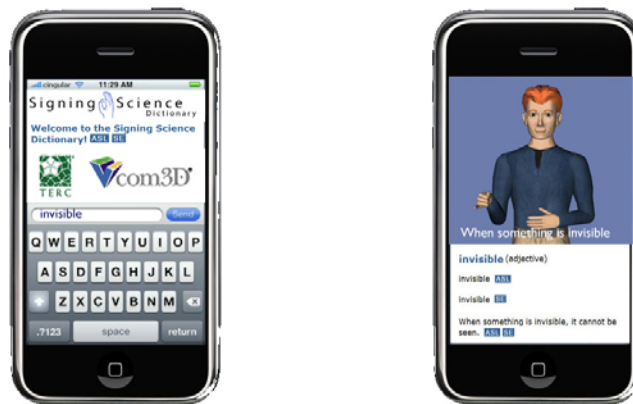 cingular 11:29 AM
Signing Science
Dictionary
Welcome to the Signing Science
Dictionary! ASL SE
TERC
Vcom3D
invisible Send
Q W E R T Y U I O P
A S D F G H J K L
Z X C V B N M
.?123 space return
When something is invisible
invisible (adjective)
invisible ASL
invisible SE
When something is invisible, it cannot be
seen. ASL SE